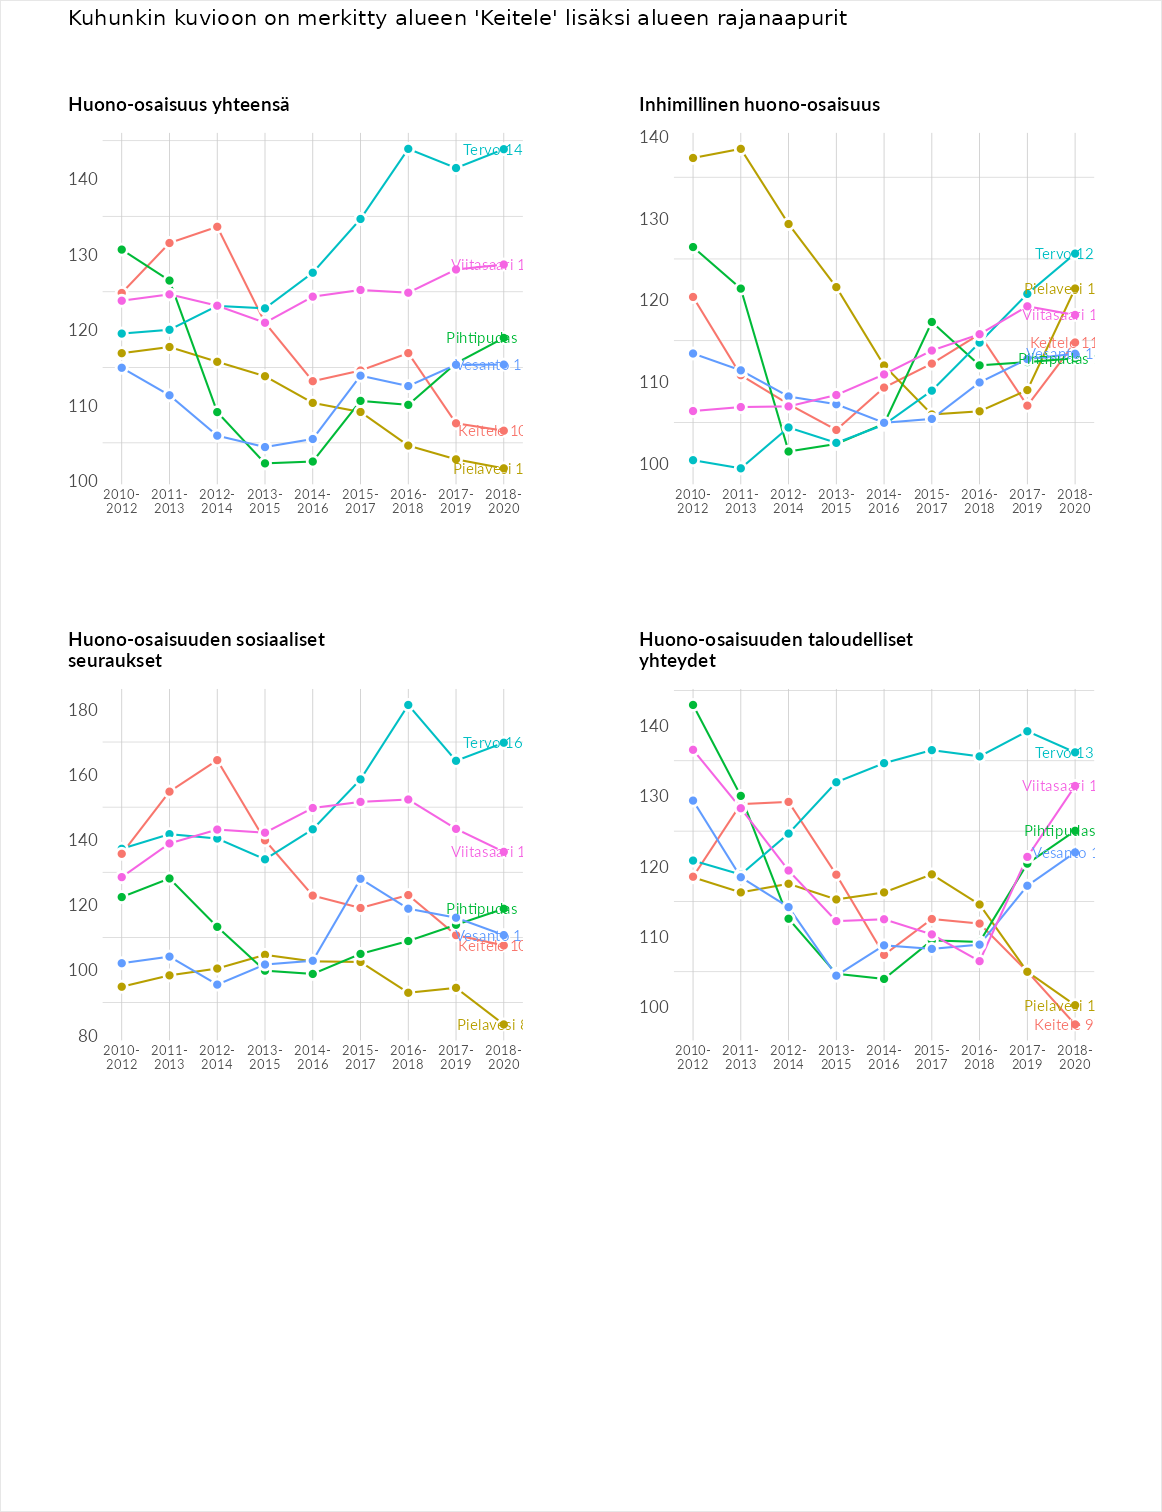 Kuhunkin kuvioon on merkitty alueen 'Keitele' lisäksi alueen rajanaapurit
Huono-osaisuus yhteensä
140
130
120
110
100
Tervo 14
Viitasaari 1
Pihtipudas
Vesanto 1
Keitele 10
Pielavesi 1
2010-2012
2011-2013
2012-2014
2013-2015
2014-2016
2015-2017
2016-2018
2017-2019
2018-2020
Inhimillinen huono-osaisuus
140
130
120
110
100
Tervo 12
Pielavesi 1
Viitasaari 1
Keitele 11
Vesanto 1
Pihtipudas
2010-2012
2011-2013
2012-2014
2013-2015
2014-2016
2015-2017
2016-2018
2017-2019
2018-2020
Huono-osaisuuden sosiaaliset
seuraukset
180
160
140
120
100
80
Tervo 16
Viitasaari 1
Pihtipudas
Vesanto 1
Keitele 10
Pielavesi 8
2010-2012
2011-2013
2012-2014
2013-2015
2014-2016
2015-2017
2016-2018
2017-2019
2018-2020
Huono-osaisuuden taloudelliset
yhteydet
140
130
120
110
100
Tervo 13
Viitasaari 1
Pihtipudas
Vesanto 1
Pielavesi 1
Keitele 9
2010-2012
2011-2013
2012-2014
2013-2015
2014-2016
2015-2017
2016-2018
2017-2019
2018-2020